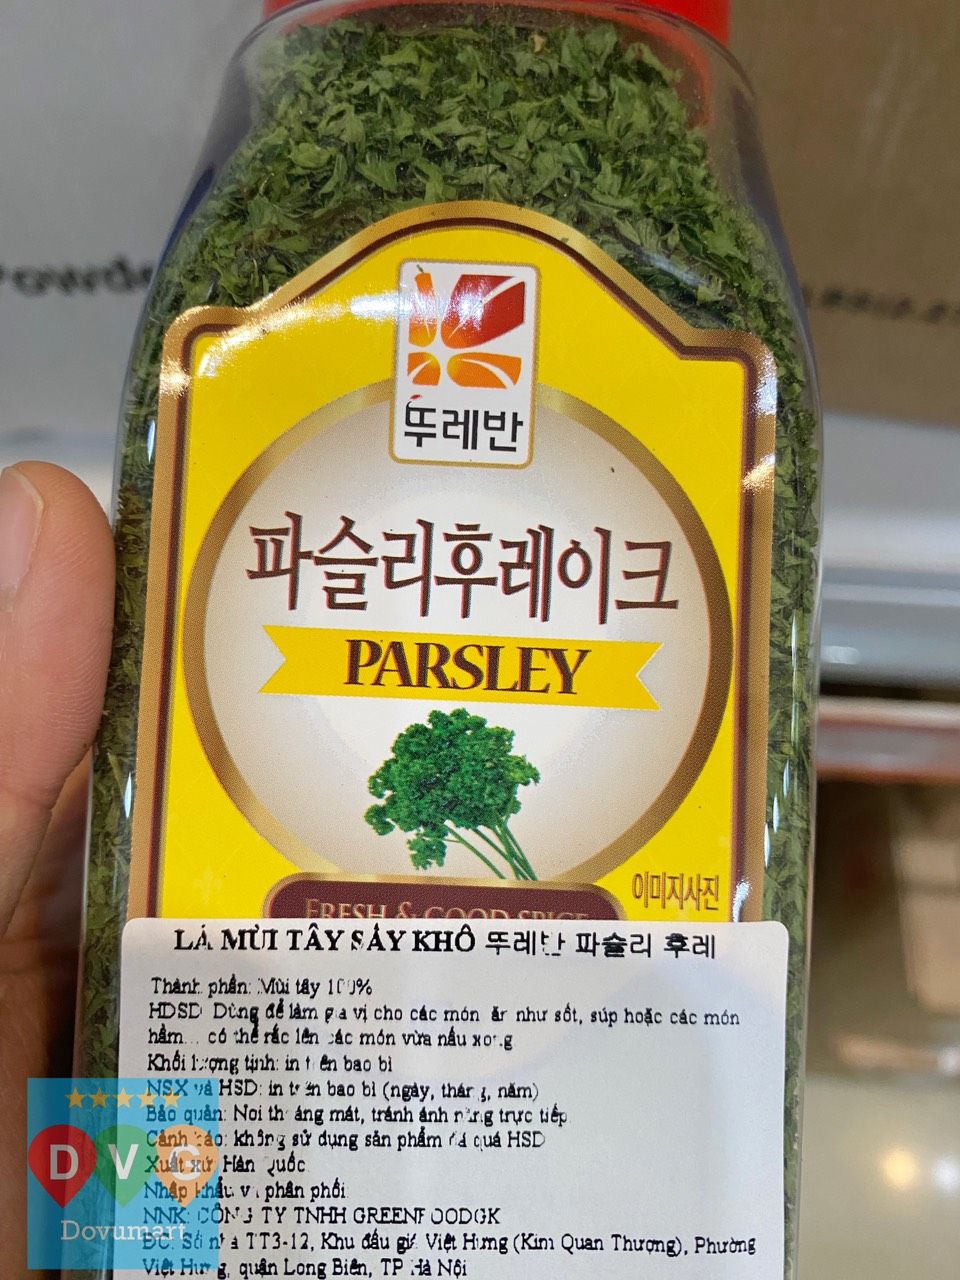 뚜레반
파슬리후레이크
PARSLEY
이미지사진
FRESH & GOOD SPICE
LÁ MÙI TÂY SẤY KHÔ 뚜레반 파슬리 후레
Thành phần: Mùi tây 100%
HDSD: Dùng để làm gia vị cho các món ăn như sốt, súp hoặc các món
hầm... có thể rắc lên các món vừa nấu xong
Khối lượng tịnh: in trên bao bì
NSX và HSD: in trên bao bì (ngày, tháng, năm)
Bảo quản: Nơi thoáng mát, tránh ánh nắng trực tiếp
Cảnh báo: không sử dụng sản phẩm đã quá HSD
Xuất xứ: Hàn Quốc
Nhập khẩu và phân phối:
NNK: CÔNG TY TNHH GREENFOODGK
ĐC: Số nhà TT3-12, Khu đấu giá Việt Hưng (Kim Quan Thượng), Phường
Việt Hưng, quận Long Biên, TP Hà Nội
D V C
Dovumart